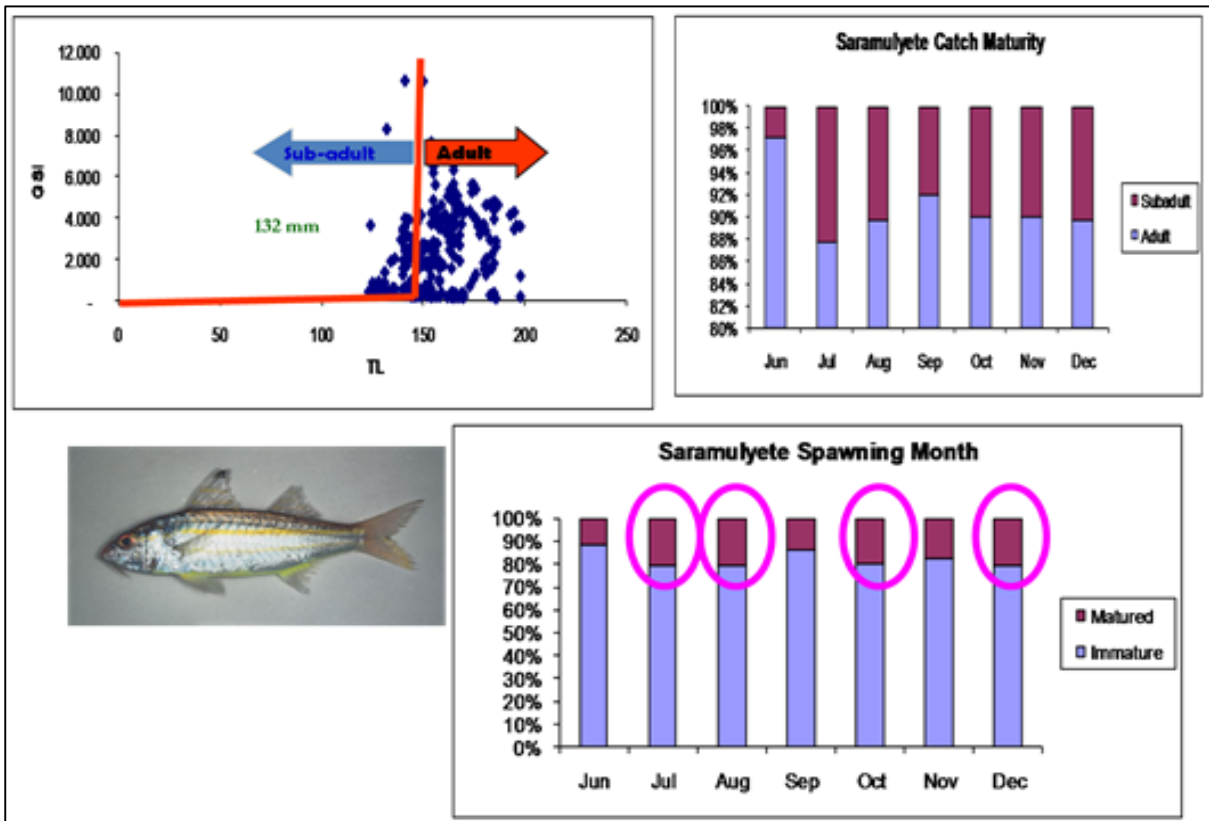 12.000
10.000
8.000
6.000
4.000
2.000
-
GSI
Sub-adult
Adult
132 mm
0 50 100 150 200 250
TL
Saramulyete Catch Maturity
100%
98%
96%
94%
92%
90%
88%
86%
84%
82%
80%
Jun Jul Aug Sep Oct Nov Dec
Subadult
Adult
Saramulyete Spawning Month
100%
90%
80%
70%
60%
50%
40%
30%
20%
10%
0%
Jun Jul Aug Sep Oct Nov Dec
Matured
Immature